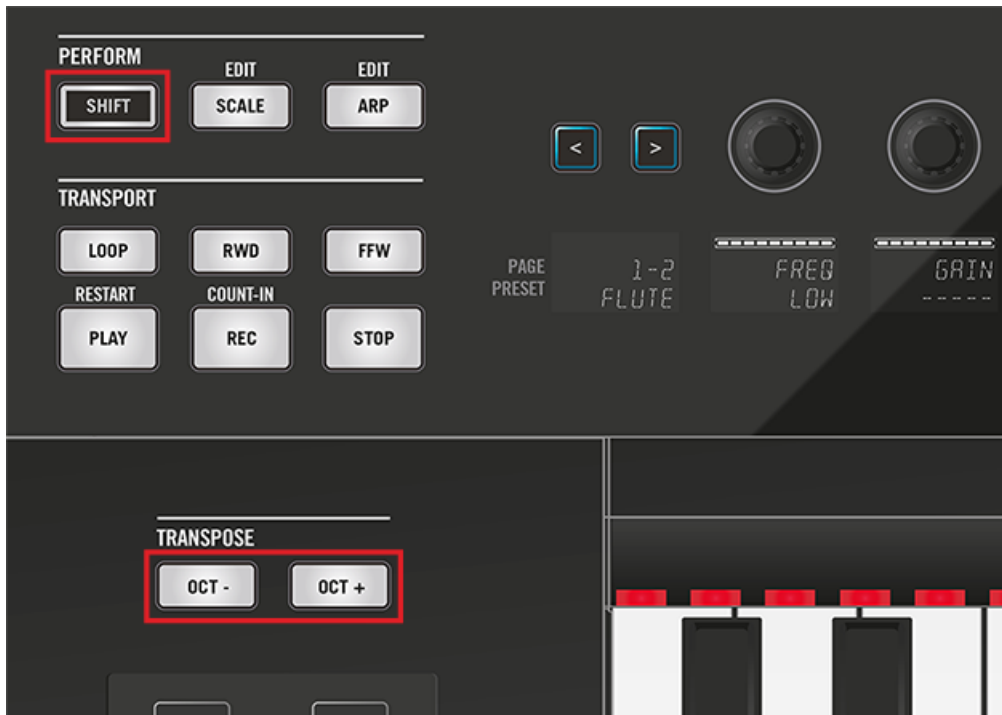 PERFORM
EDIT EDIT
SHIFT SCALE ARP
< >
TRANSPORT
LOOP RWD FFW
PAGE 1-2 FREQ GAIN
PRESET FLUTE LOW -----
RESTART COUNT-IN
PLAY REC STOP
TRANSPOSE
OCT - OCT +